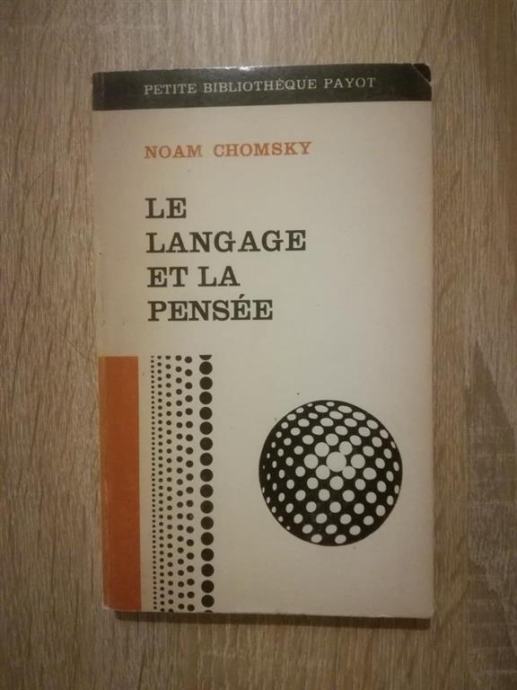 PETITE BIBLIOTHÈQUE PAYOT
NOAM CHOMSKY
LE
LANGAGE
ET LA
PENSÉE